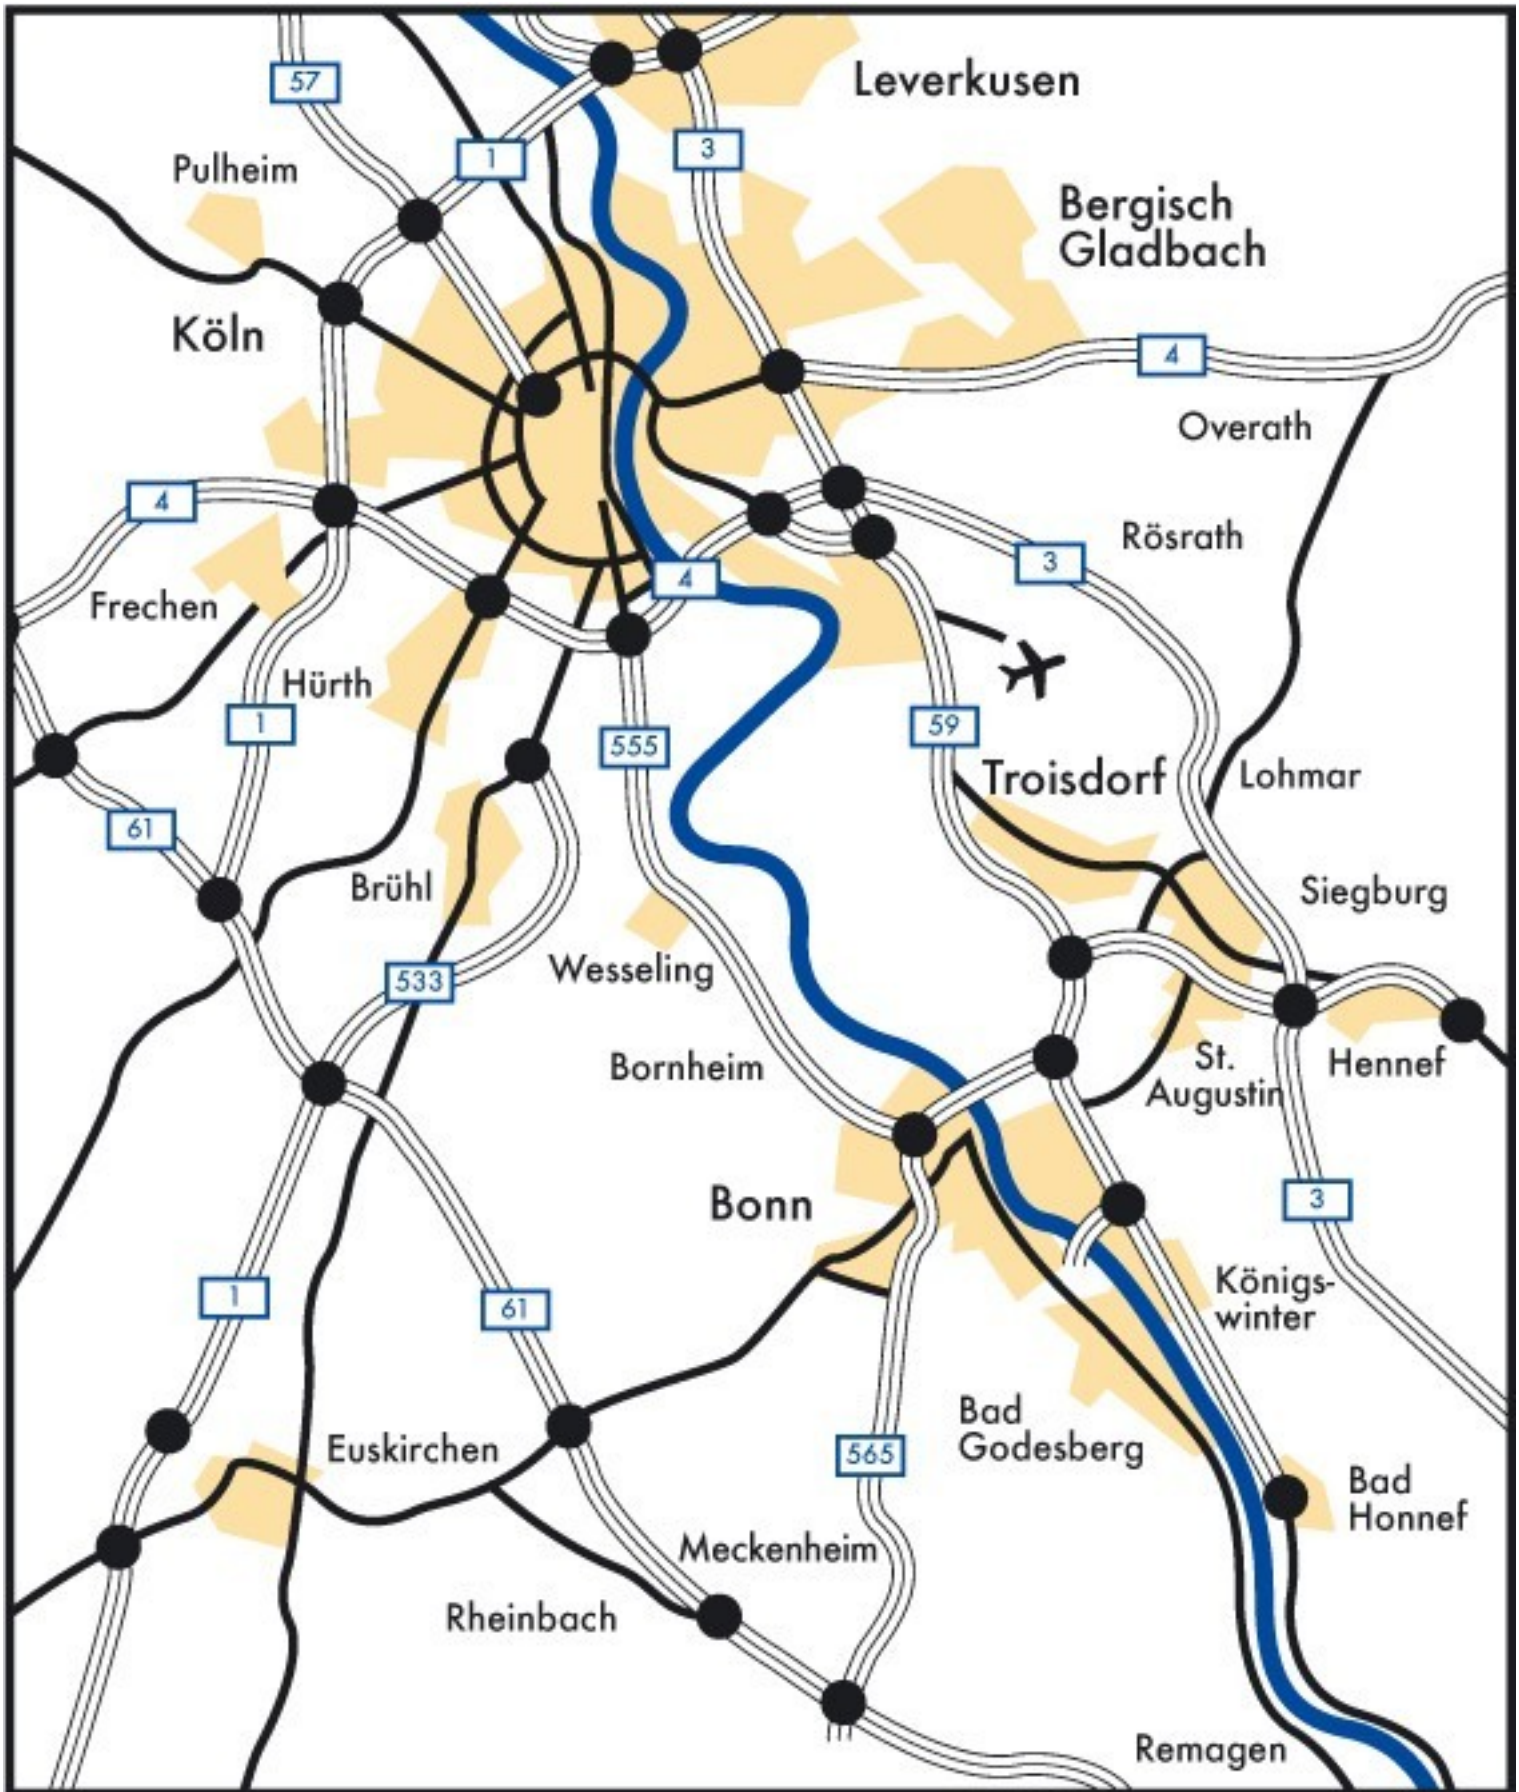 Leverkusen
57
1
3
Pulheim
Bergisch
Gladbach
Köln
4
Overath
4
Rösrath
3
4
Frechen
Hürth
1
555
59
Troisdorf
Lohmar
61
Brühl
Siegburg
533
Wesseling
Bornheim
St.
Augustin
Hennef
Bonn
3
1
61
Königs-
winter
Bad
Godesberg
Euskirchen
565
Bad
Honnef
Meckenheim
Rheinbach
Remagen